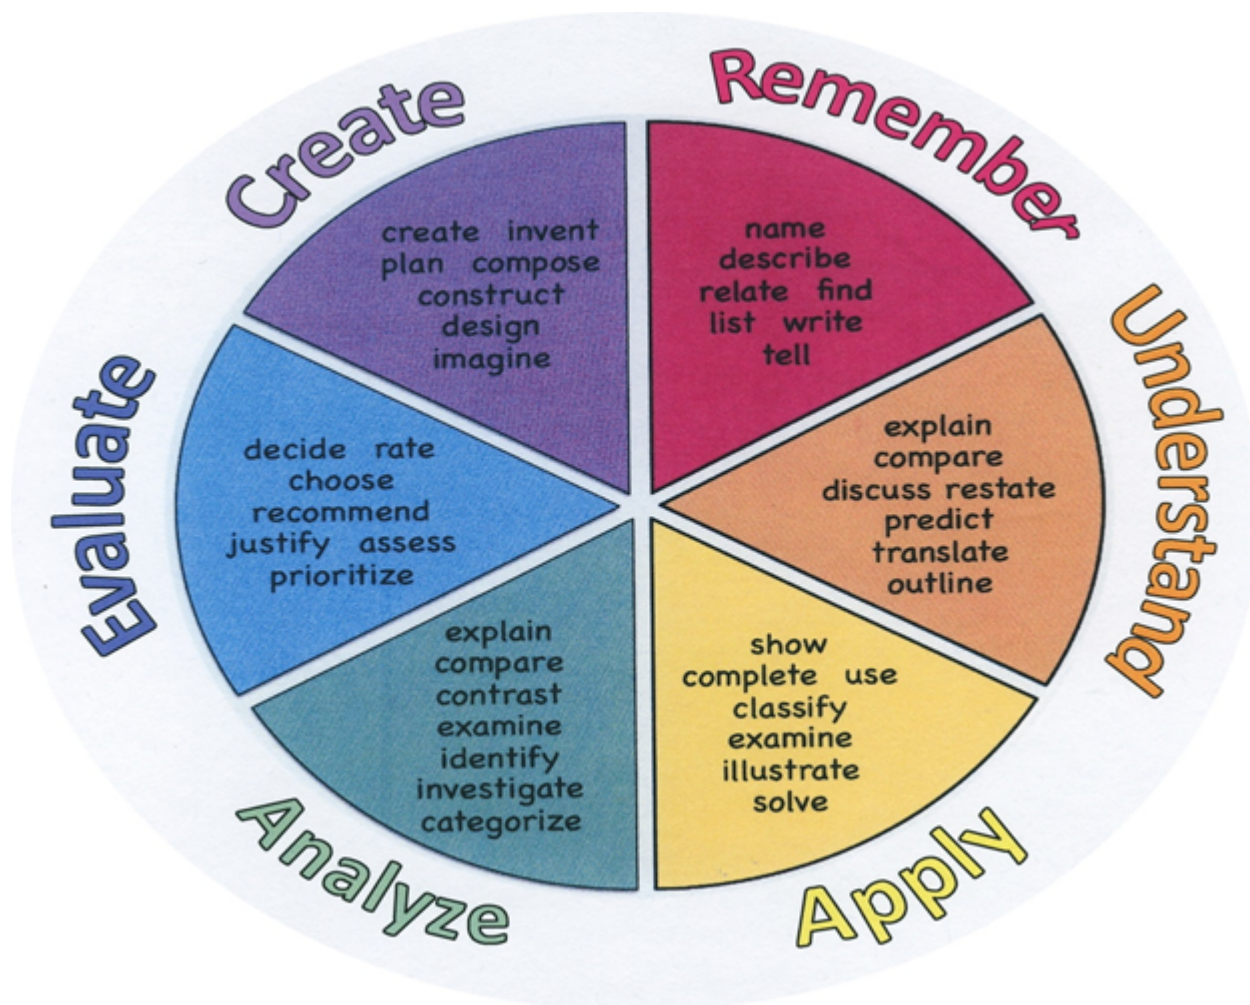 Remember
name
describe
relate find
list write
tell
Understand
explain
compare
discuss restate
predict
translate
outline
Apply
show
complete use
classify
examine
illustrate
solve
Analyze
explain
compare
contrast
examine
identify
investigate
categorize
Evaluate
decide rate
choose
recommend
justify assess
prioritize
Create
create invent
plan compose
construct
design
imagine